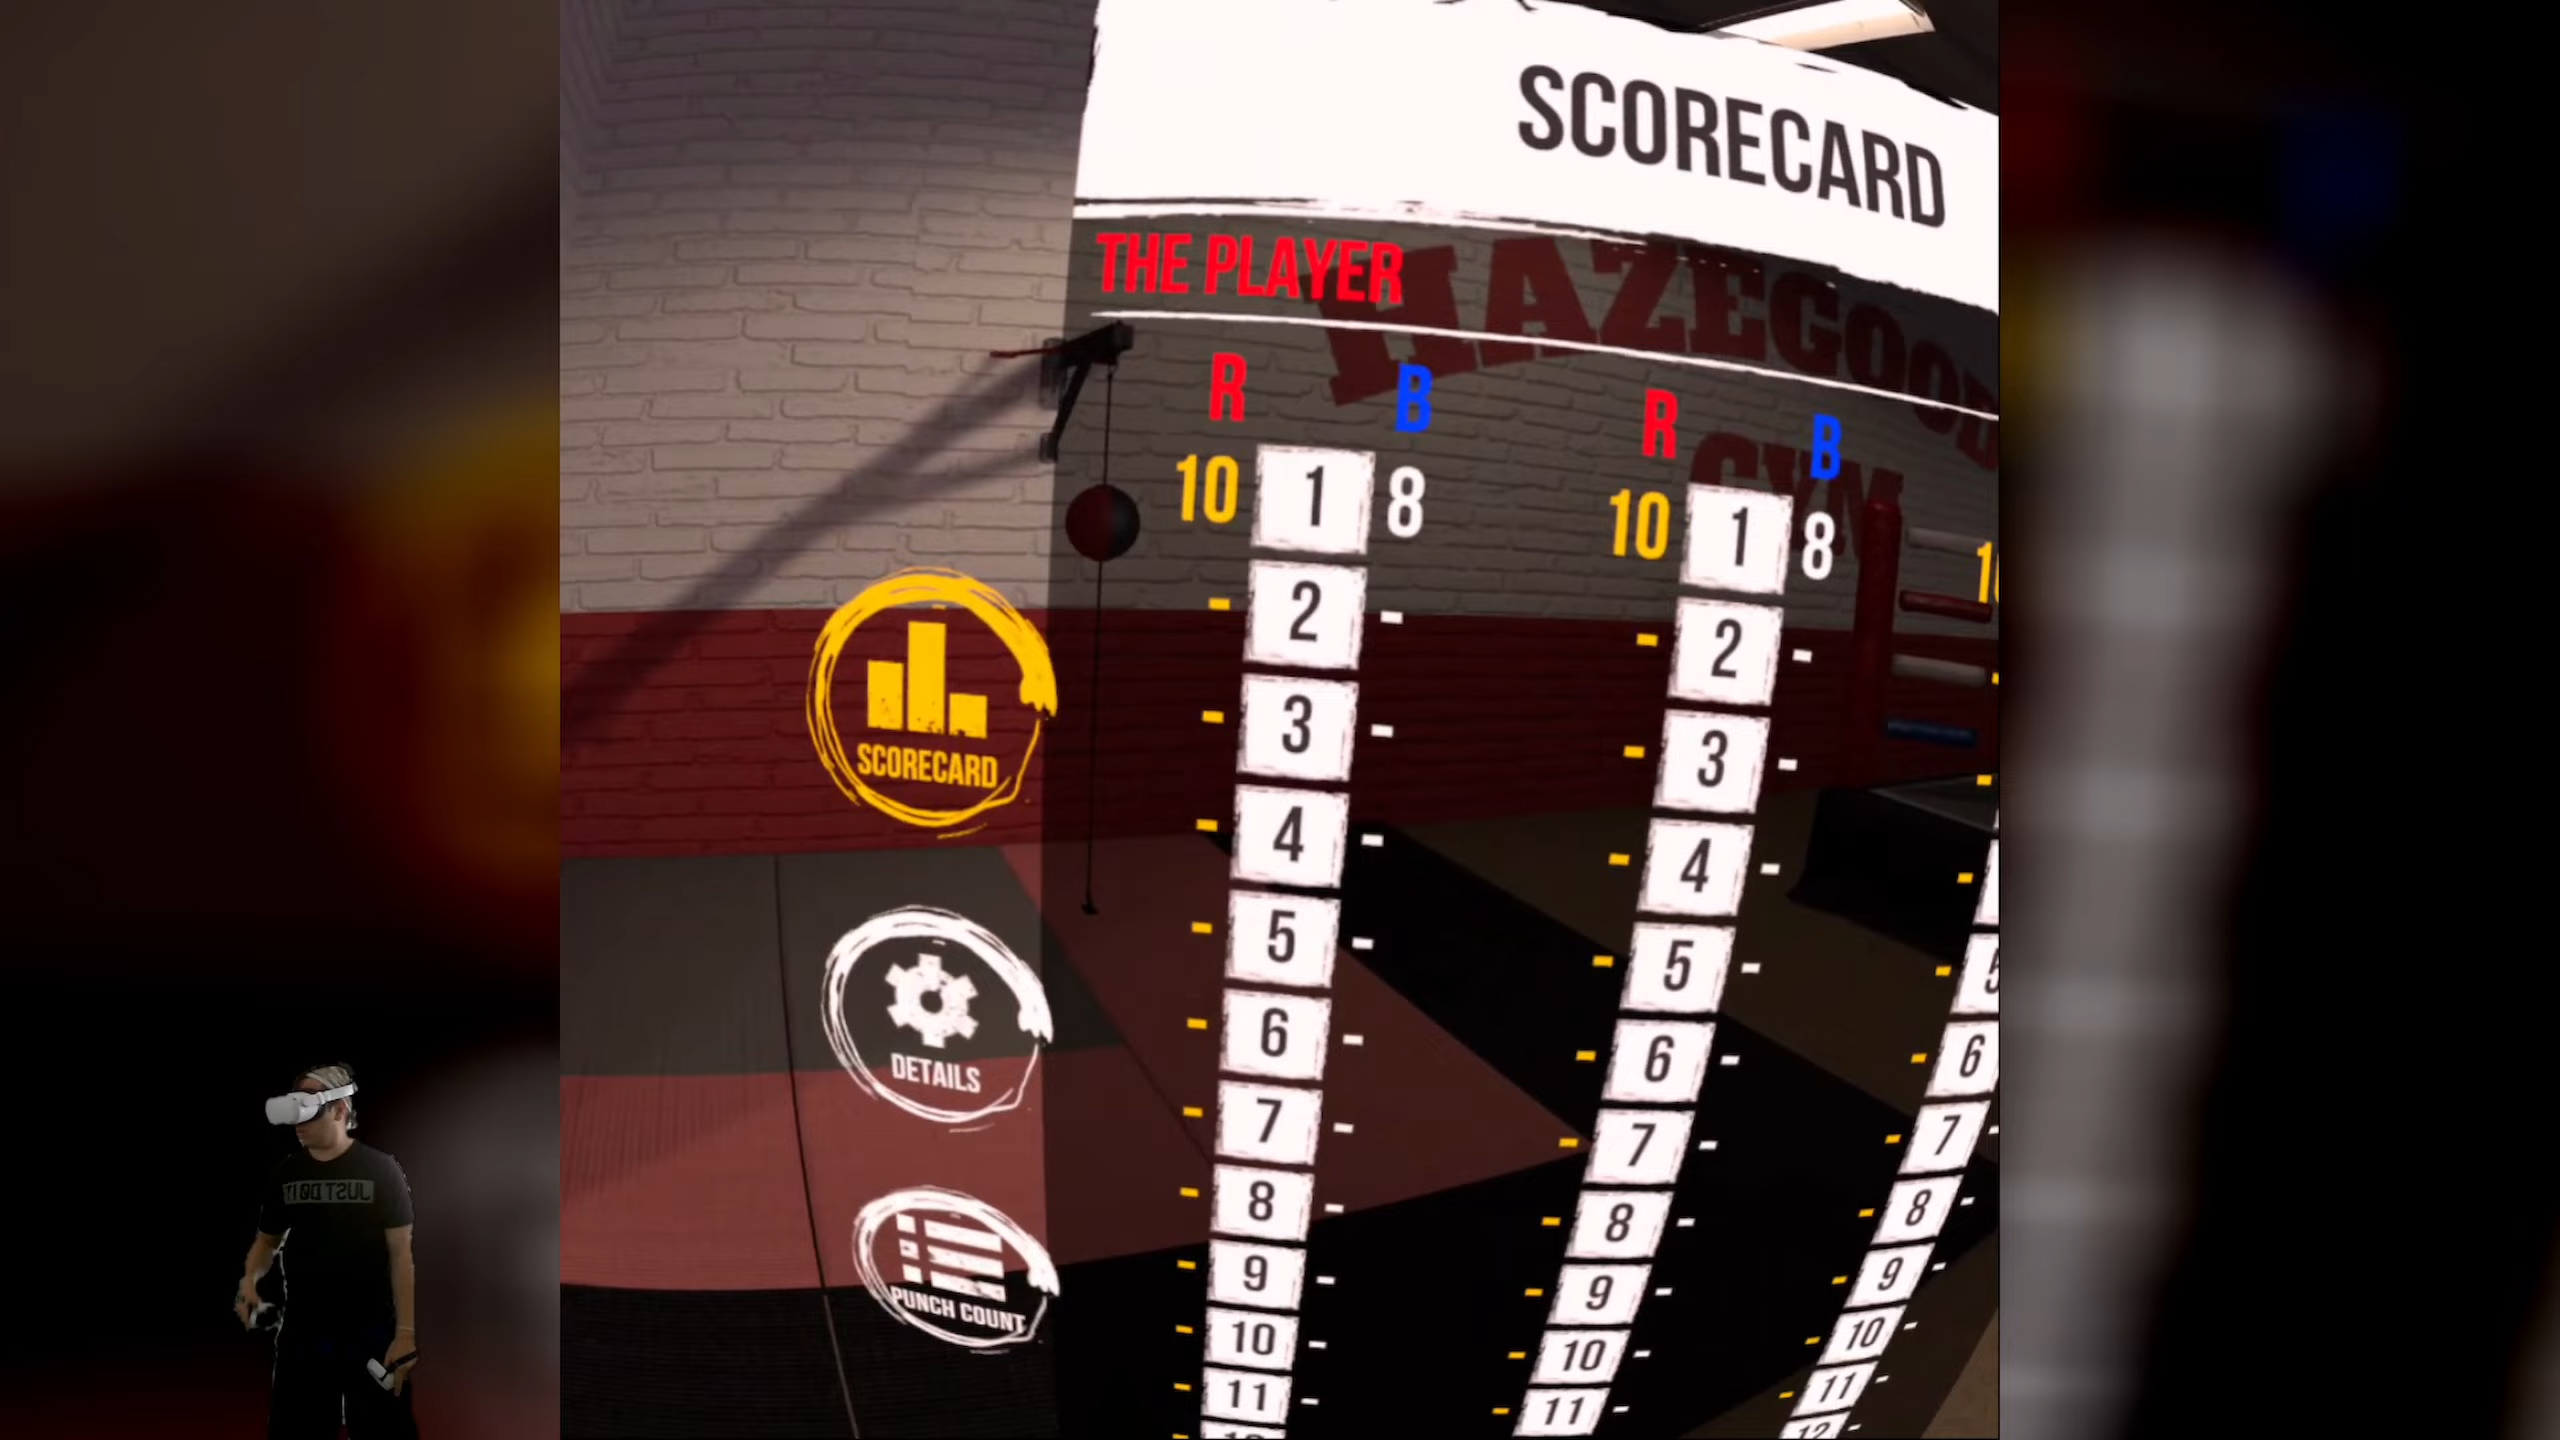 SCORECARD
THE PLAYER
HAZEGOOD
GYM
R B R B
10 1 8 10 1 8
- 2 - - 2 -
- 3 - - 3 -
- 4 - - 4 -
- 5 - - 5 - - 5
- 6 - - 6 - - 6
- 7 - - 7 - - 7 -
- 8 - - 8 - - 8 -
- 9 - - 9 - - 9 -
- 10 - - 10 - - 10 -
- 11 - - 11 - - 11 -
12 -
SCORECARD
DETAILS
PUNCH COUNT
JUST DO IT